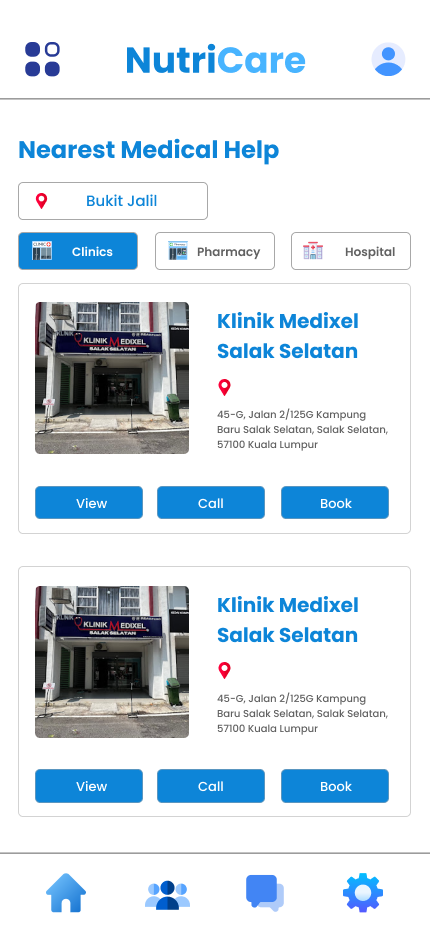 NutriCare
Nearest Medical Help
Bukit Jalil
Clinics
Pharmacy
Hospital
KLINIK MEDIXEL
SALAK SELATAN
Klinik Medixel
Salak Selatan
45-G, Jalan 2/125G Kampung
Baru Salak Selatan, Salak Selatan,
57100 Kuala Lumpur
View
Call
Book
KLINIK MEDIXEL
SALAK SELATAN
Klinik Medixel
Salak Selatan
45-G, Jalan 2/125G Kampung
Baru Salak Selatan, Salak Selatan,
57100 Kuala Lumpur
View
Call
Book